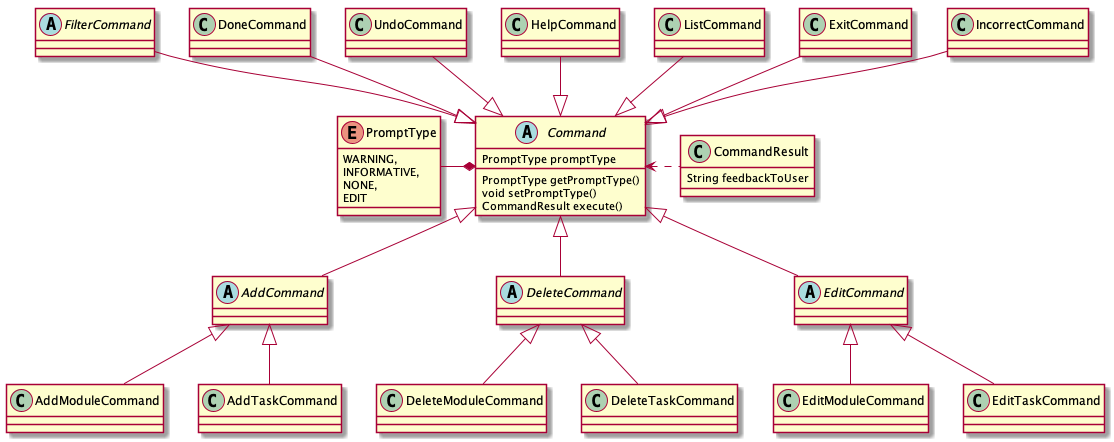 A FilterCommand
C DoneCommand
C UndoCommand
C HelpCommand
C ListCommand
C ExitCommand
C IncorrectCommand
E PromptType
WARNING,
INFORMATIVE,
NONE,
EDIT
A Command
PromptType promptType
PromptType getPromptType()
void setPromptType()
CommandResult execute()
C CommandResult
String feedbackToUser
A AddCommand
A DeleteCommand
A EditCommand
C AddModuleCommand
C AddTaskCommand
C DeleteModuleCommand
C DeleteTaskCommand
C EditModuleCommand
C EditTaskCommand